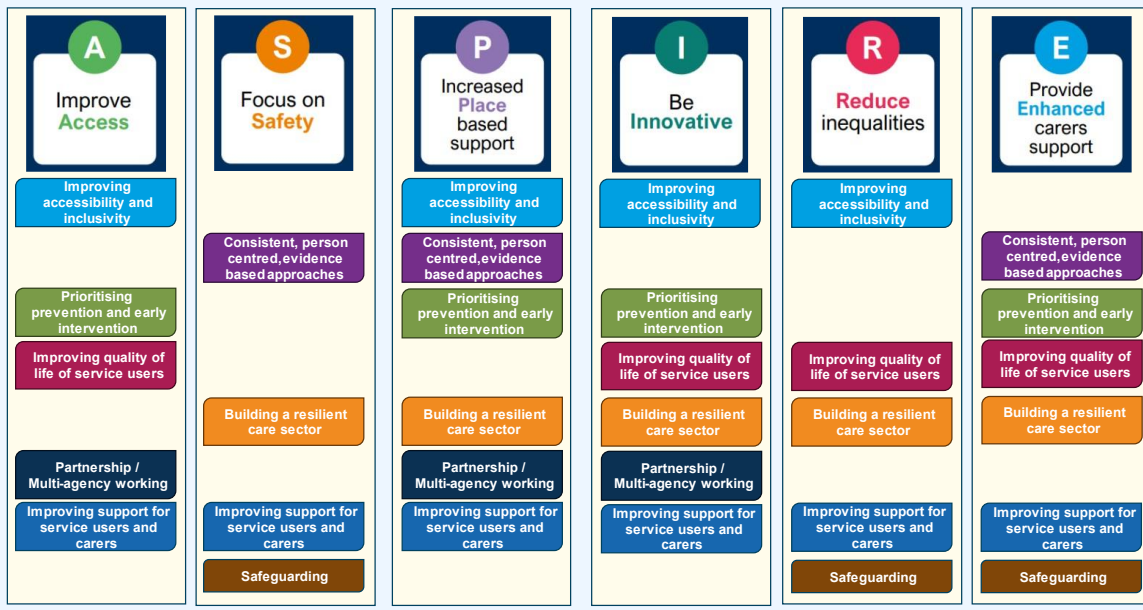 A
Improve
Access
Improving
accessibility and
inclusivity
Prioritising
prevention and early
intervention
Improving quality of
life of service users
Partnership /
Multi-agency working
Improving support for
service users and
carers
S
Focus on
Safety
Consistent, person
centred,evidence
based approaches
Building a resilient
care sector
Improving support for
service users and
carers
Safeguarding
P
Increased
Place
based
support
Improving
accessibility and
inclusivity
Consistent, person
centred,evidence
based approaches
Prioritising
prevention and early
intervention
Building a resilient
care sector
Partnership /
Multi-agency working
Improving support for
service users and
carers
I
Be
Innovative
Improving
accessibility and
inclusivity
Prioritising
prevention and early
intervention
Improving quality of
life of service users
Building a resilient
care sector
Partnership /
Multi-agency working
Improving support for
service users and
carers
R
Reduce
inequalities
Improving
accessibility and
inclusivity
Improving quality of
life of service users
Building a resilient
care sector
Improving support for
service users and
carers
Safeguarding
E
Provide
Enhanced
carers
support
Consistent, person
centred,evidence
based approaches
Prioritising
prevention and early
intervention
Improving quality of
life of service users
Building a resilient
care sector
Improving support for
service users and
carers
Safeguarding